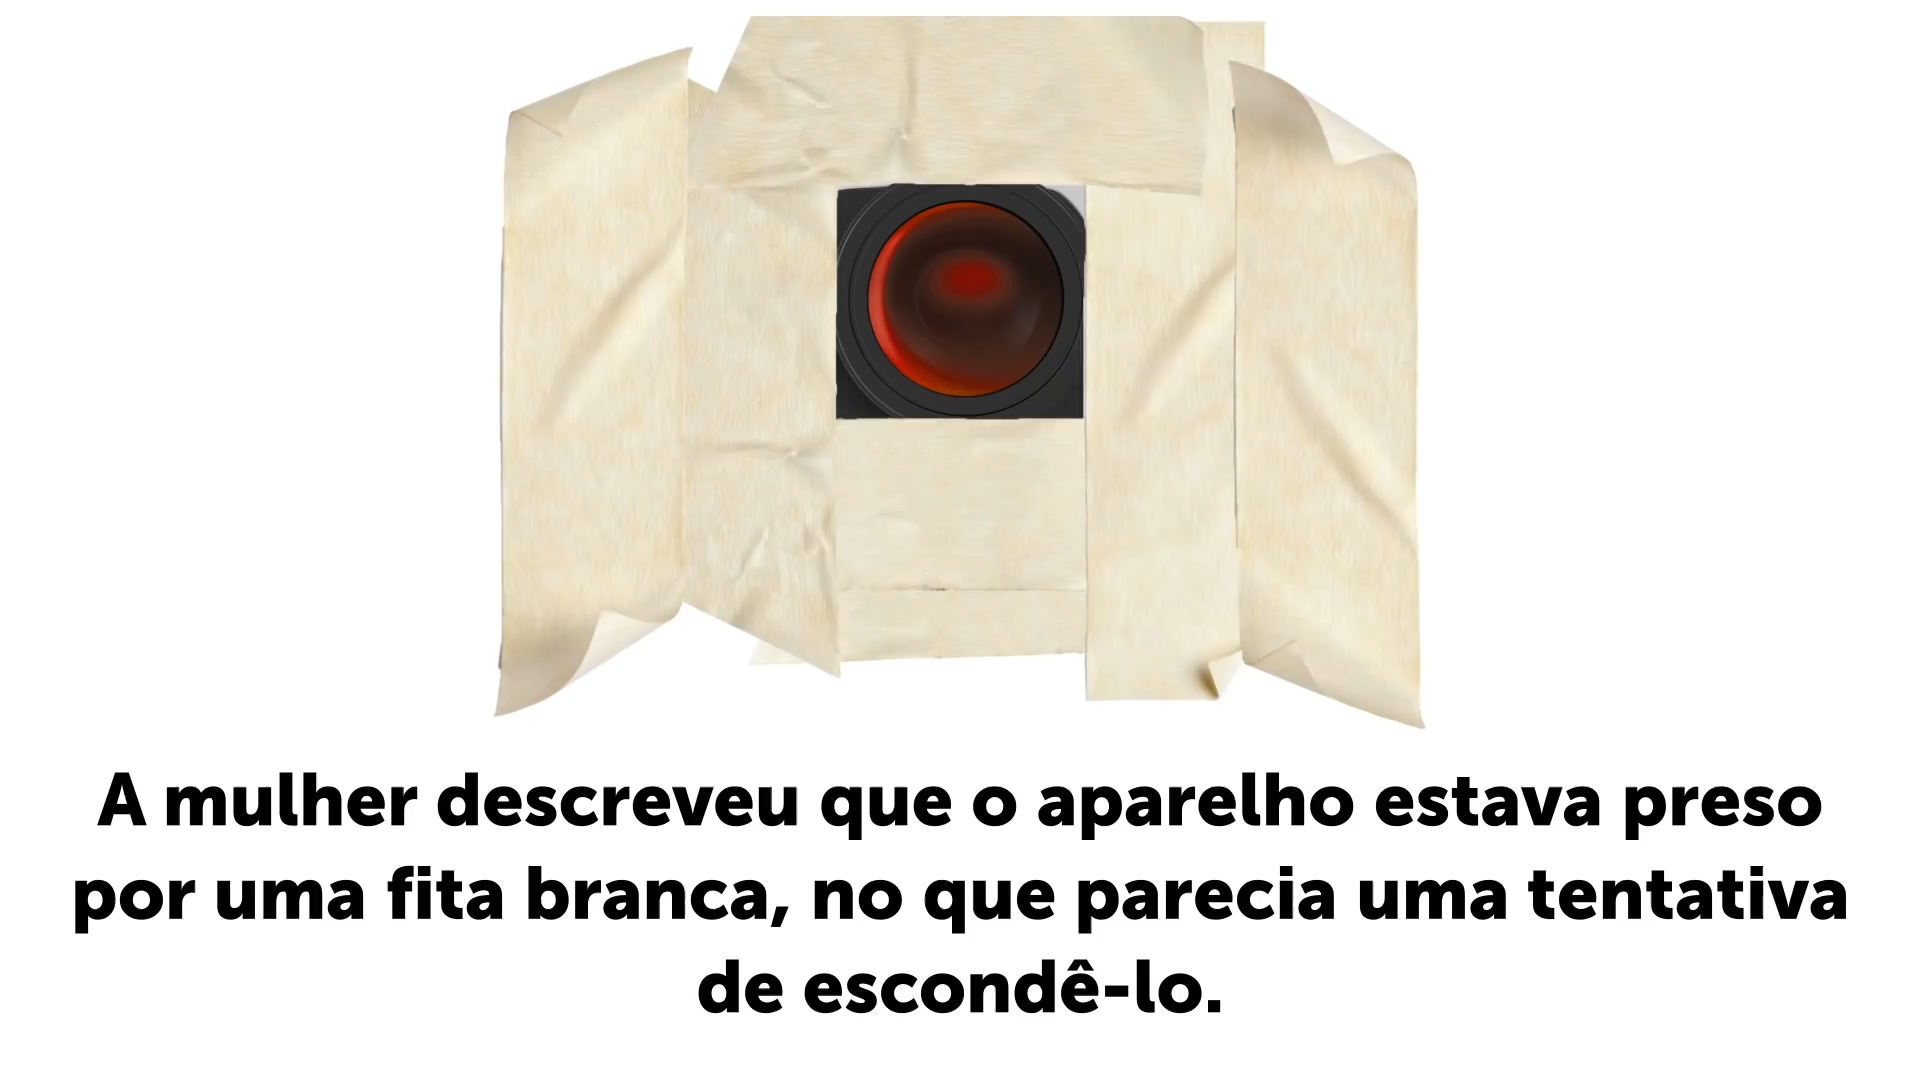 A mulher descreveu que o aparelho estava preso
por uma fita branca, no que parecia uma tentativa
de escondê-lo.